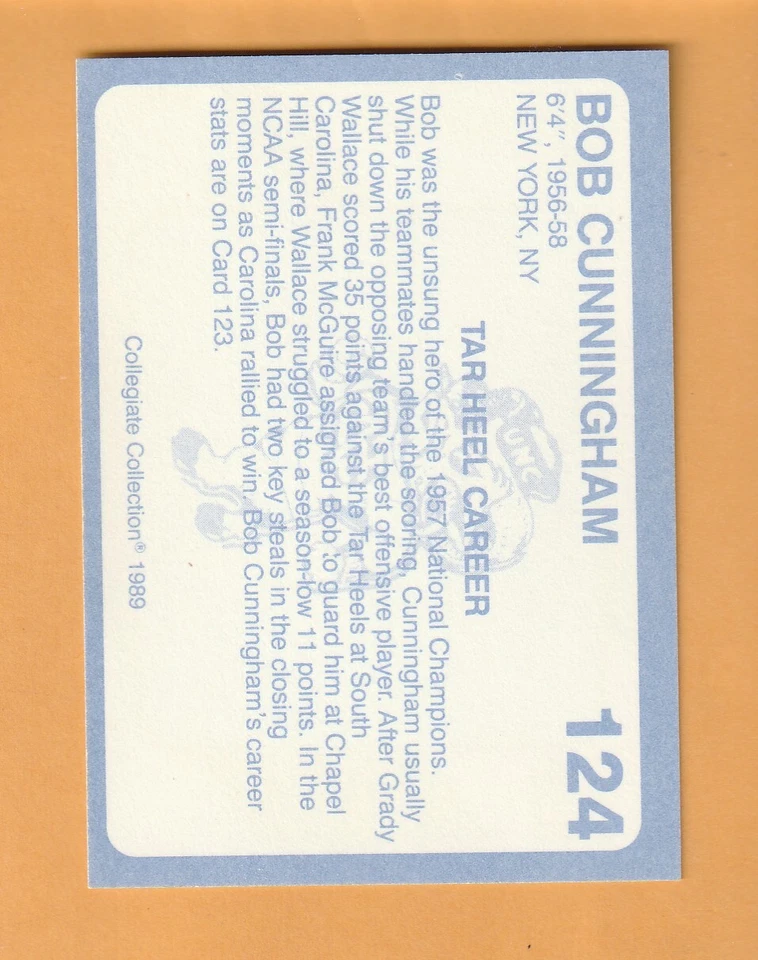 BOB CUNNINGHAM 124
6'4", 1956-58
NEW YORK, NY
TAR HEEL CAREER
Bob was the unsung hero of the 1957 National Champions.
While his teammates handled the scoring, Cunningham usually
shut down the opposing team's best offensive player. After Grady
Wallace scored 35 points against the Tar Heels at South
Carolina, Frank McGuire assigned Bob to guard him at Chapel
Hill, where Wallace struggled to a season-low 11 points. In the
NCAA semi-finals, Bob had two key steals in the closing
moments as Carolina rallied to win. Bob Cunningham's career
stats are on Card 123.
Collegiate Collection® 1989
UNC